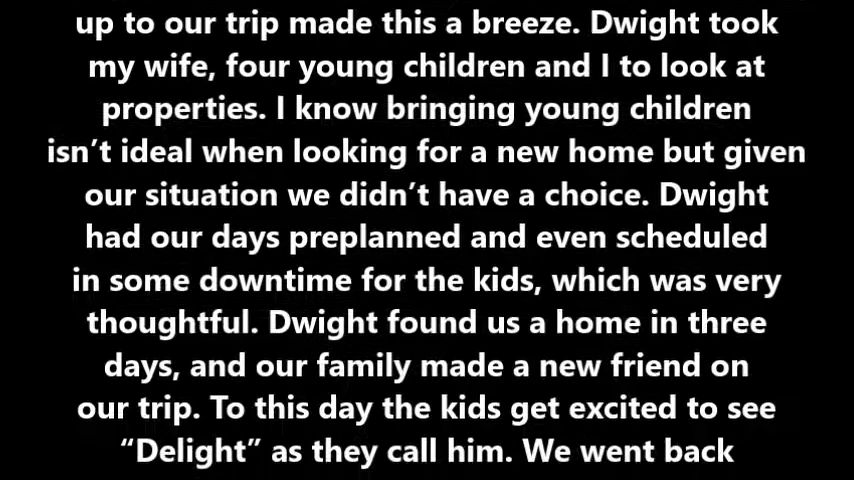 up to our trip made this a breeze. Dwight took
my wife, four young children and I to look at
properties. I know bringing young children
isn’t ideal when looking for a new home but given
our situation we didn’t have a choice. Dwight
had our days preplanned and even scheduled
in some downtime for the kids, which was very
thoughtful. Dwight found us a home in three
days, and our family made a new friend on
our trip. To this day the kids get excited to see
“Delight” as they call him. We went back